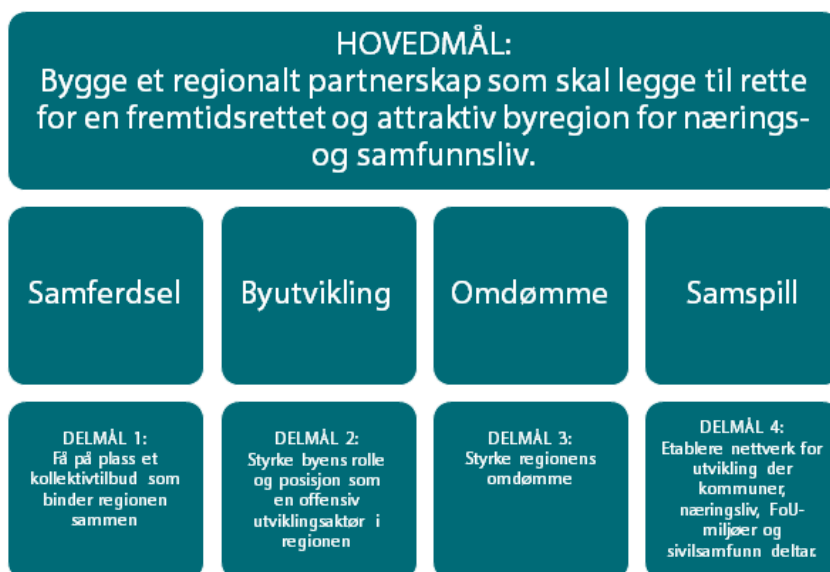 HOVEDMÅL:
Bygge et regionalt partnerskap som skal legge til rette
for en fremtidsrettet og attraktiv byregion for nærings-
og samfunnsliv.
Samferdsel
Byutvikling
Omdømme
Samspill
DELMÅL 1:
Få på plass et
kollektivtilbud som
binder regionen
sammen
DELMÅL 2:
Styrke byens rolle
og posisjon som
en offensiv
utviklingsaktør i
regionen
DELMÅL 3:
Styrke regionens
omdømme
DELMÅL 4:
Etablere nettverk for
utvikling der
kommuner,
næringsliv, FoU-
miljøer og
sivilsamfunn deltar.